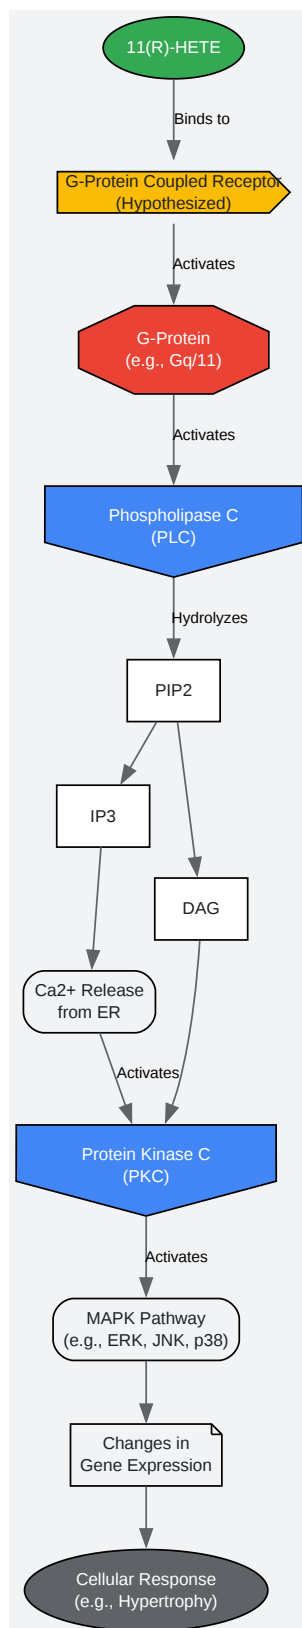 11(R)-HETE
Binds to
G-Protein Coupled Receptor
(Hypothesized)
Activates
G-Protein
(e.g., Gq/11)
Activates
Phospholipase C
(PLC)
Hydrolyzes
PIP2
IP3
DAG
Ca2+ Release
from ER
Activates
Protein Kinase C
(PKC)
Activates
MAPK Pathway
(e.g., ERK, JNK, p38)
Changes in
Gene Expression
Cellular Response
(e.g., Hypertrophy)